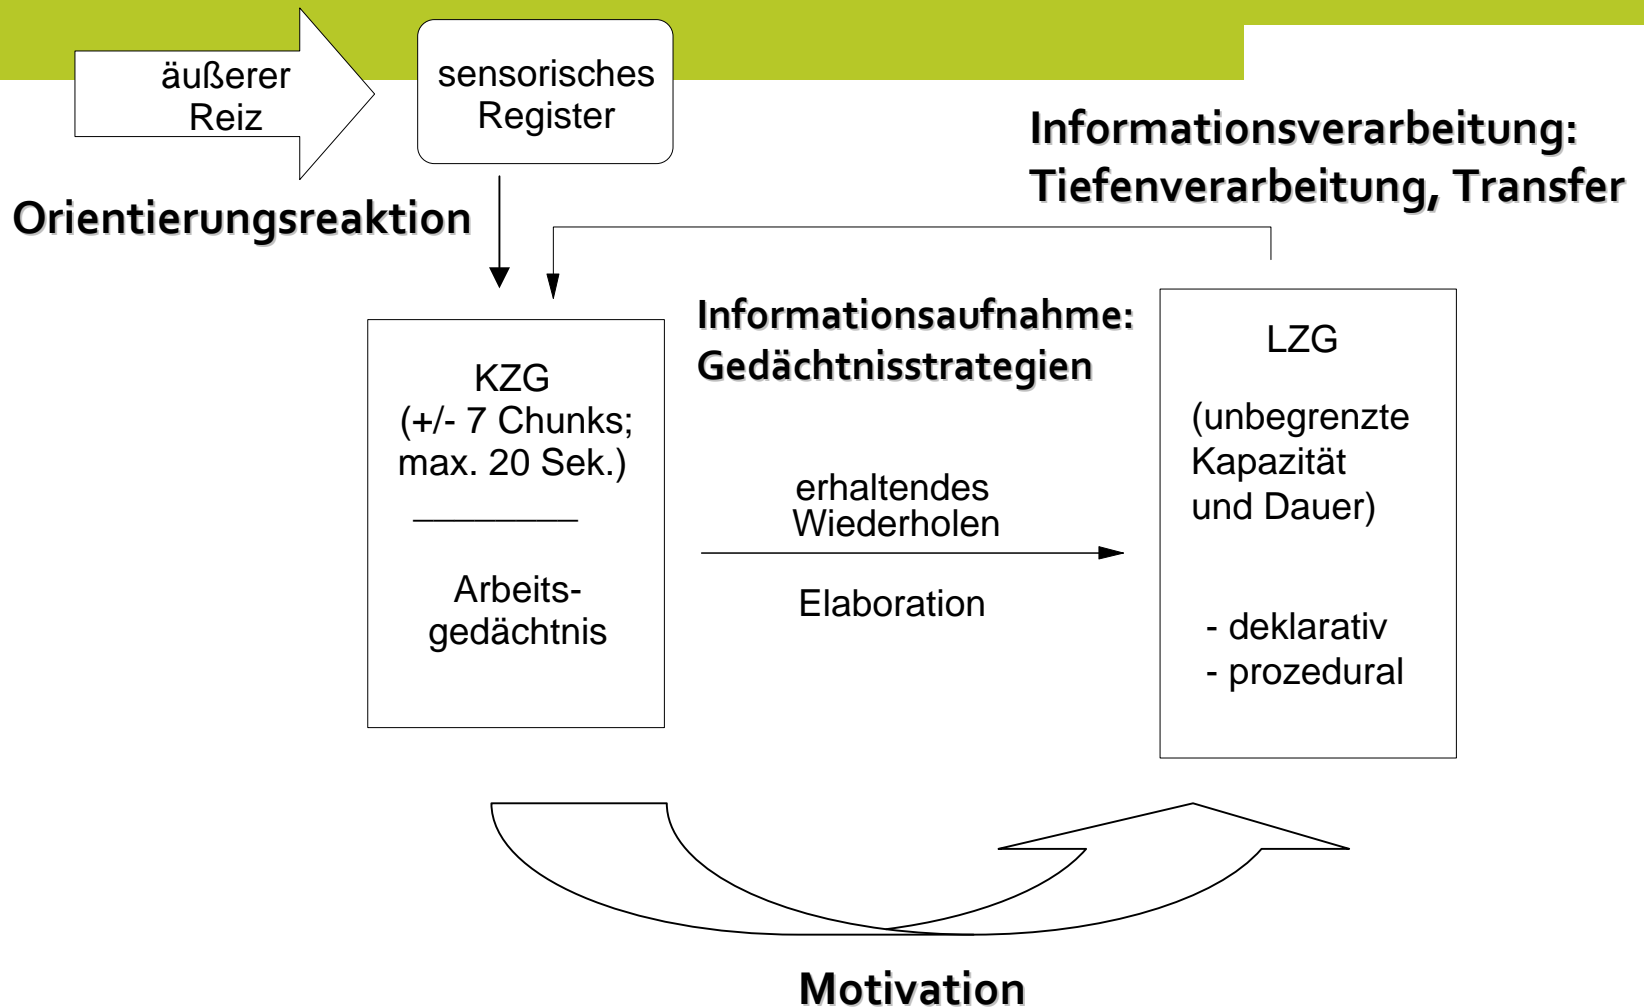 äußerer
Reiz
sensorisches
Register
Orientierungsreaktion
Informationsverarbeitung:
Tiefenverarbeitung, Transfer
KZG
(+/- 7 Chunks;
max. 20 Sek.)
Arbeits-
gedächtnis
Informationsaufnahme:
Gedächtnisstrategien
erhaltendes
Wiederholen
Elaboration
LZG
(unbegrenzte
Kapazität
und Dauer)
- deklarativ
- prozedural
Motivation